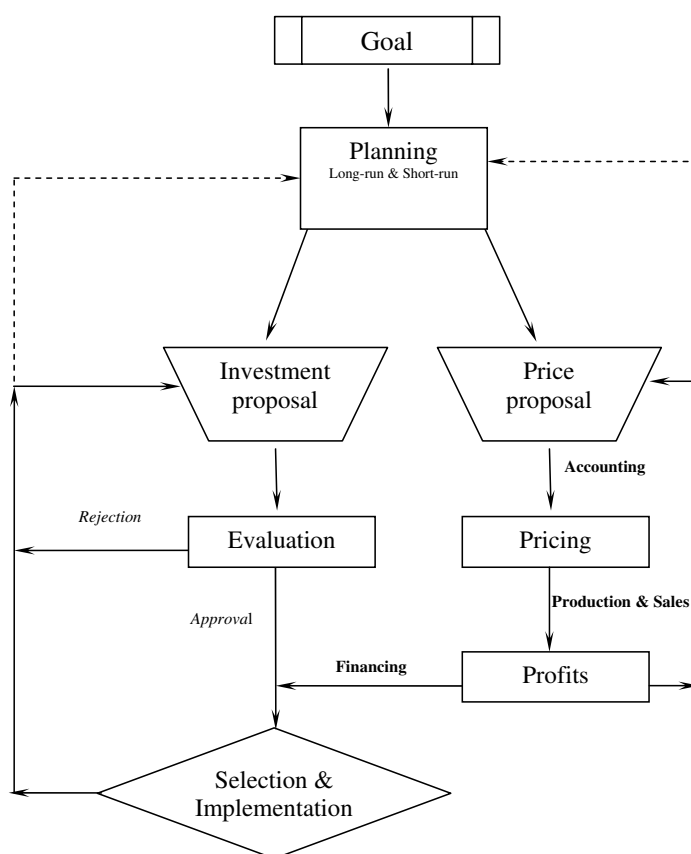 Goal
Planning
Long-run & Short-run
Investment
proposal
Price
proposal
Accounting
Rejection
Evaluation
Pricing
Approval
Production & Sales
Financing
Profits
Selection &
Implementation